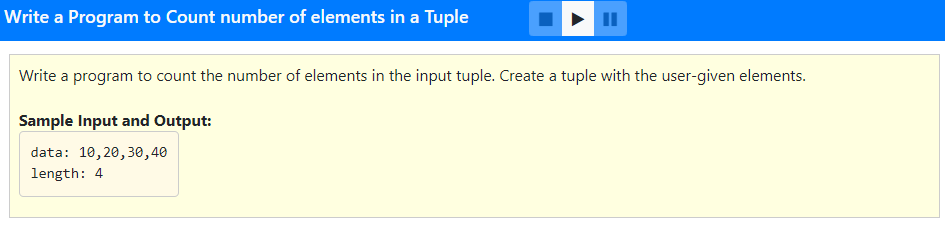 Write a Program to Count number of elements in a Tuple
Write a program to count the number of elements in the input tuple. Create a tuple with the user-given elements.
Sample Input and Output:
data: 10,20,30,40
length: 4